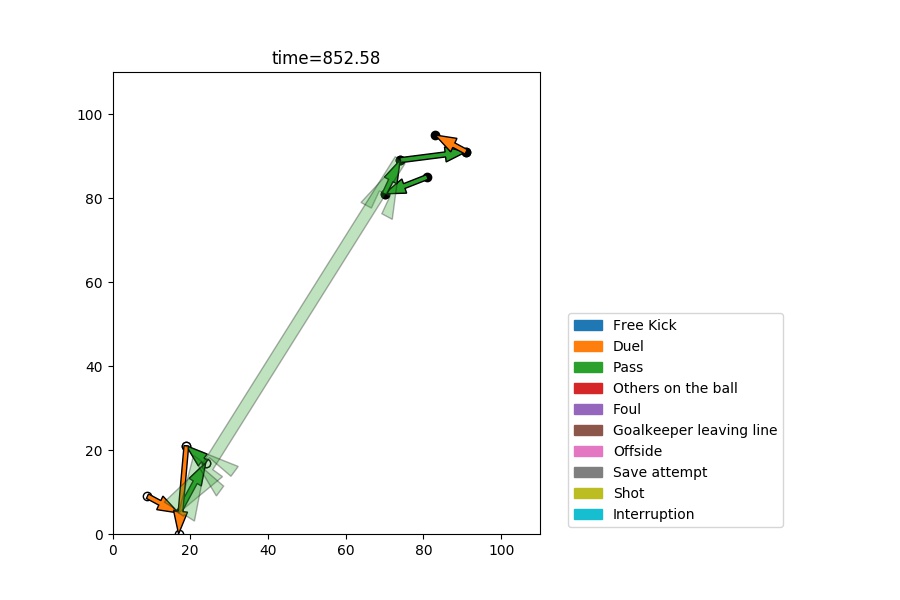 time=852.58
100
80
60
40
20
0
0 20 40 60 80 100
Free Kick
Duel
Pass
Others on the ball
Foul
Goalkeeper leaving line
Offside
Save attempt
Shot
Interruption